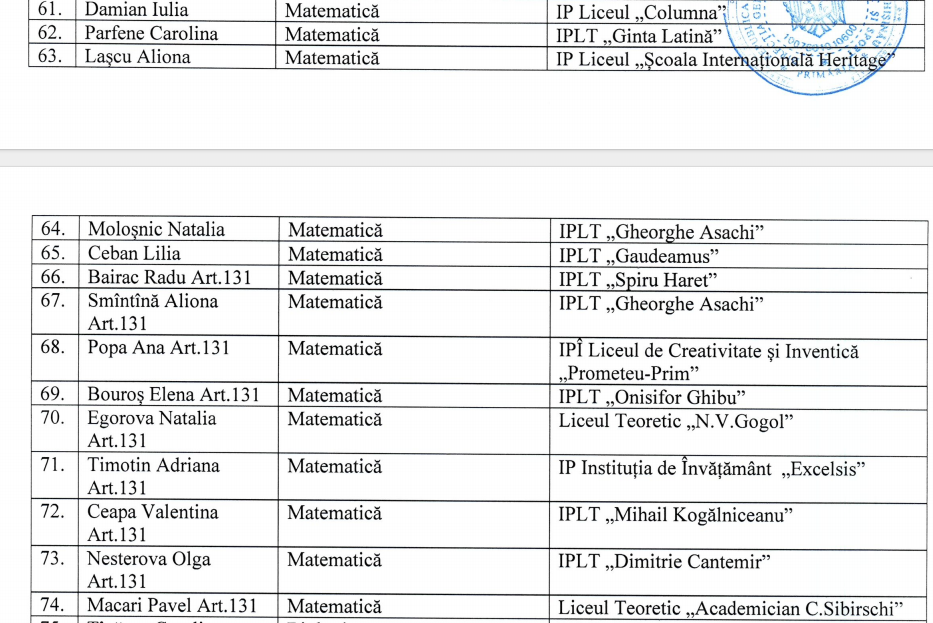 61. Damian Iulia Matematică IP Liceul „Columna”
62. Parfene Carolina Matematică IPLT „Ginta Latină”
63. Lașcu Aliona Matematică IP Liceul „Școala Internațională Heritage”
PRIMĂRIA
64. Moloșnic Natalia Matematică IPLT „Gheorghe Asachi”
65. Ceban Lilia Matematică IPLT „Gaudeamus”
66. Bairac Radu Art.131 Matematică IPLT „Spiru Haret”
67. Smîntînă Aliona Matematică IPLT „Gheorghe Asachi”
Art.131
68. Popa Ana Art.131 Matematică IPÎ Liceul de Creativitate și Inventică
„Prometeu-Prim”
69. Bouroș Elena Art.131 Matematică IPLT „Onisifor Ghibu”
70. Egorova Natalia Matematică Liceul Teoretic „N.V.Gogol”
Art.131
71. Timotin Adriana Matematică IP Instituția de Învățământ „Excelsis”
Art.131
72. Ceapa Valentina Matematică IPLT „Mihail Kogălniceanu”
Art.131
73. Nesterova Olga Matematică IPLT „Dimitrie Cantemir”
Art.131
74. Macari Pavel Art.131 Matematică Liceul Teoretic „Academician C.Sibirschi”